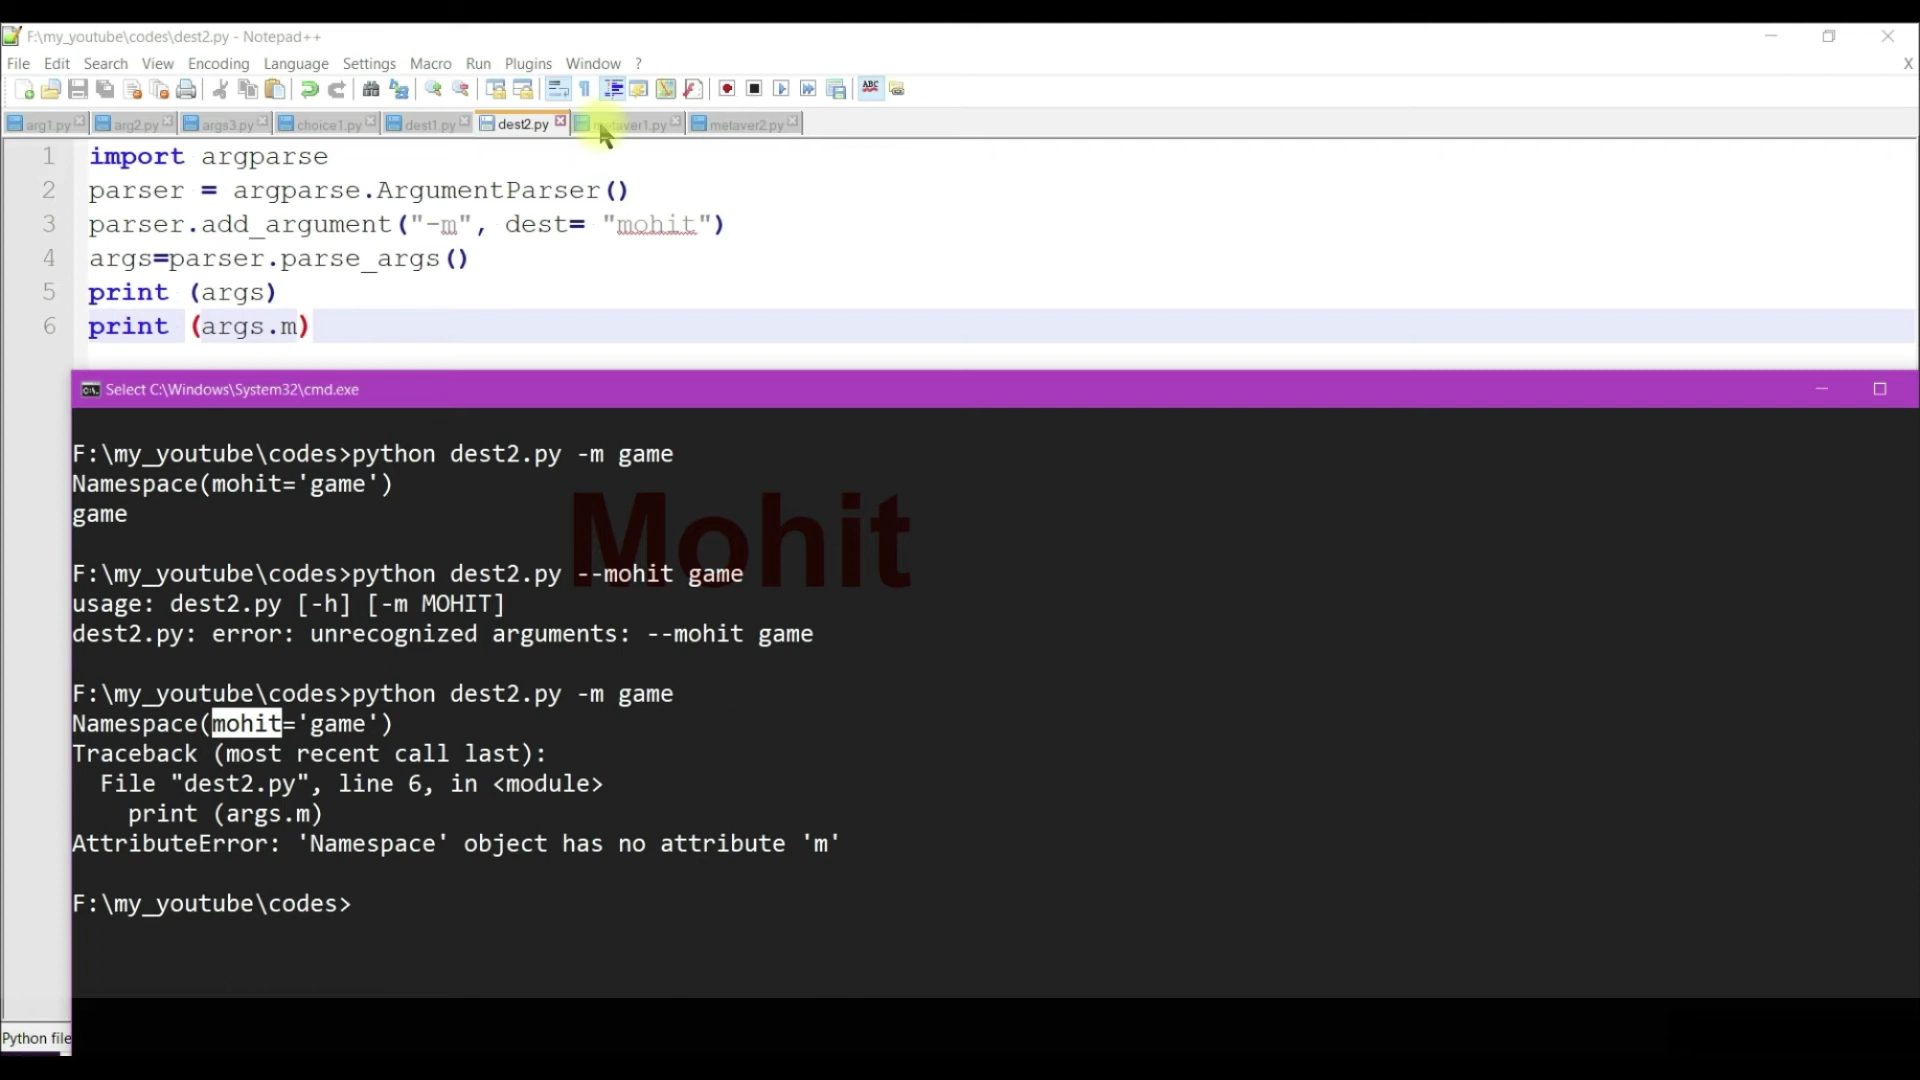 F:\my_youtube\codes\dest2.py - Notepad++
File Edit Search View Encoding Language Settings Macro Run Plugins Window ?
X
arg1.py arg2.py args3.py choice1.py dest1.py dest2.py metaver1.py metaver2.py
1 import argparse
2 parser = argparse.ArgumentParser()
3 parser.add_argument("-m", dest= "mohit")
4 args=parser.parse_args()
5 print (args)
6 print (args.m)
Select C:\Windows\System32\cmd.exe
F:\my_youtube\codes>python dest2.py -m game
Namespace(mohit='game')
game
Mohit
F:\my_youtube\codes>python dest2.py --mohit game
usage: dest2.py [-h] [-m MOHIT]
dest2.py: error: unrecognized arguments: --mohit game
F:\my_youtube\codes>python dest2.py -m game
Namespace(mohit='game')
Traceback (most recent call last):
  File "dest2.py", line 6, in <module>
    print (args.m)
AttributeError: 'Namespace' object has no attribute 'm'
F:\my_youtube\codes>
Python file